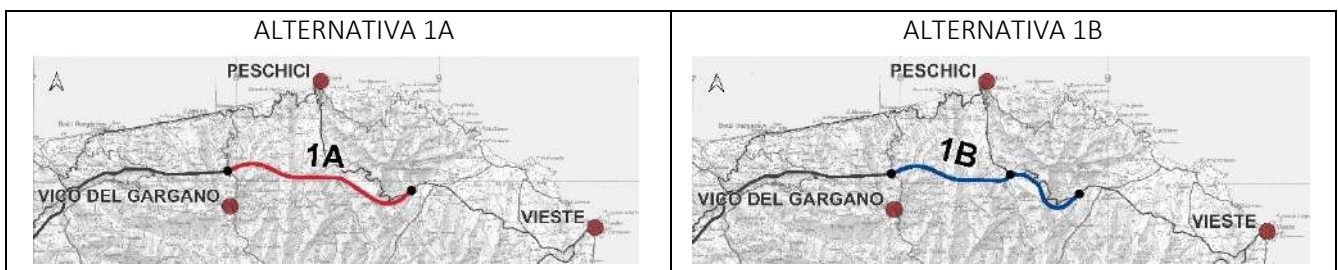 ALTERNATIVA 1A
ALTERNATIVA 1B
PESCHICI
1A
VICO DEL GARGANO
VIESTE
PESCHICI
1B
VICO DEL GARGANO
VIESTE